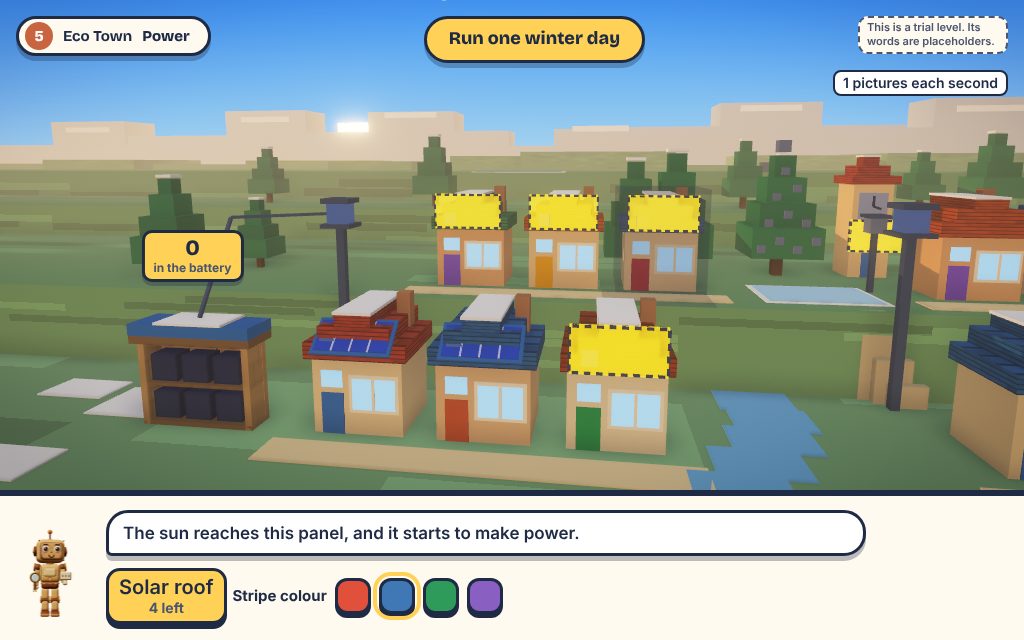 5 Eco Town Power
Run one winter day
This is a trial level. Its
words are placeholders.
1 pictures each second
0
in the battery
The sun reaches this panel, and it starts to make power.
Solar roof
4 left
Stripe colour